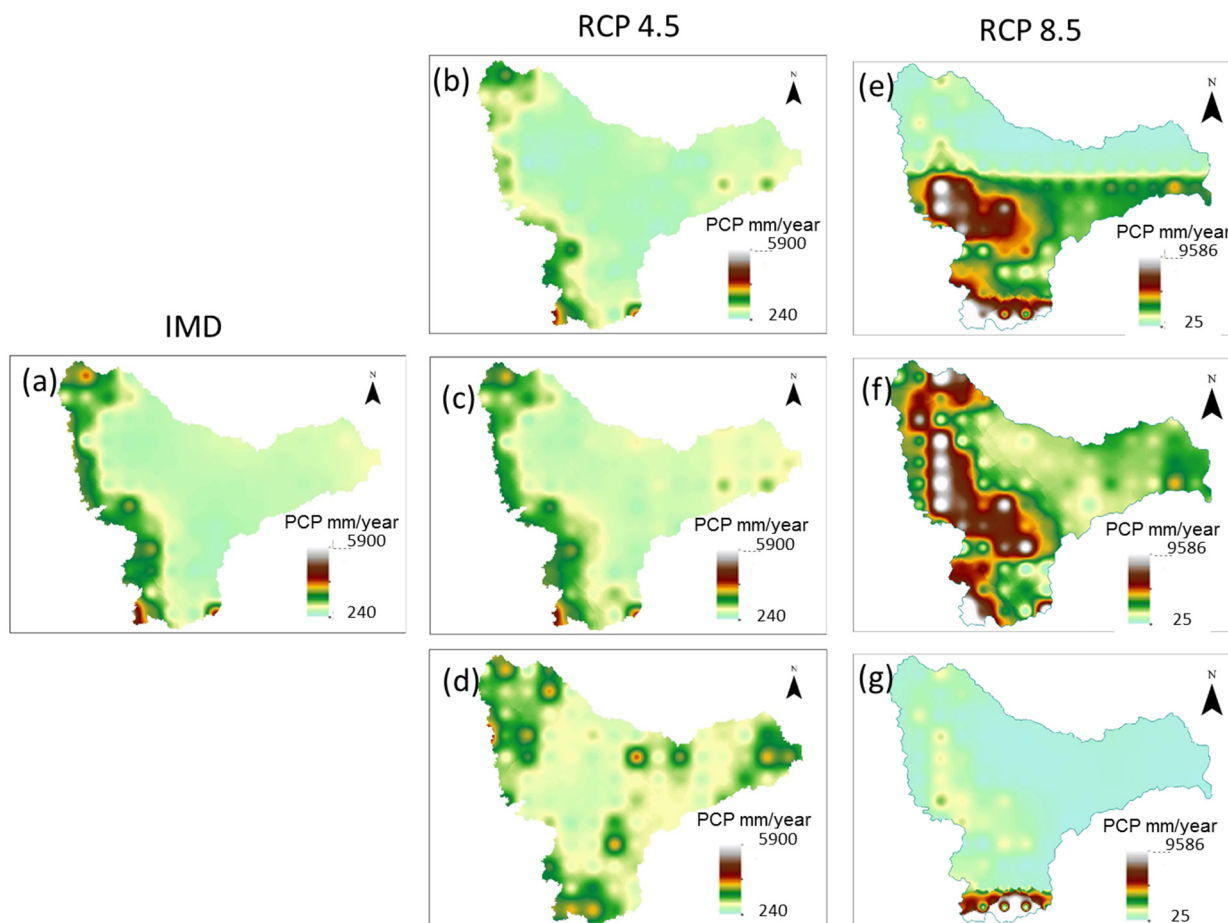 RCP 4.5
RCP 8.5
IMD
(a)
N
PCP mm/year
5900
240
(b)
N
PCP mm/year
5900
240
(c)
N
PCP mm/year
5900
240
(d)
N
PCP mm/year
5900
240
(e)
N
PCP mm/year
9586
25
(f)
N
PCP mm/year
9586
25
(g)
N
PCP mm/year
9586
25